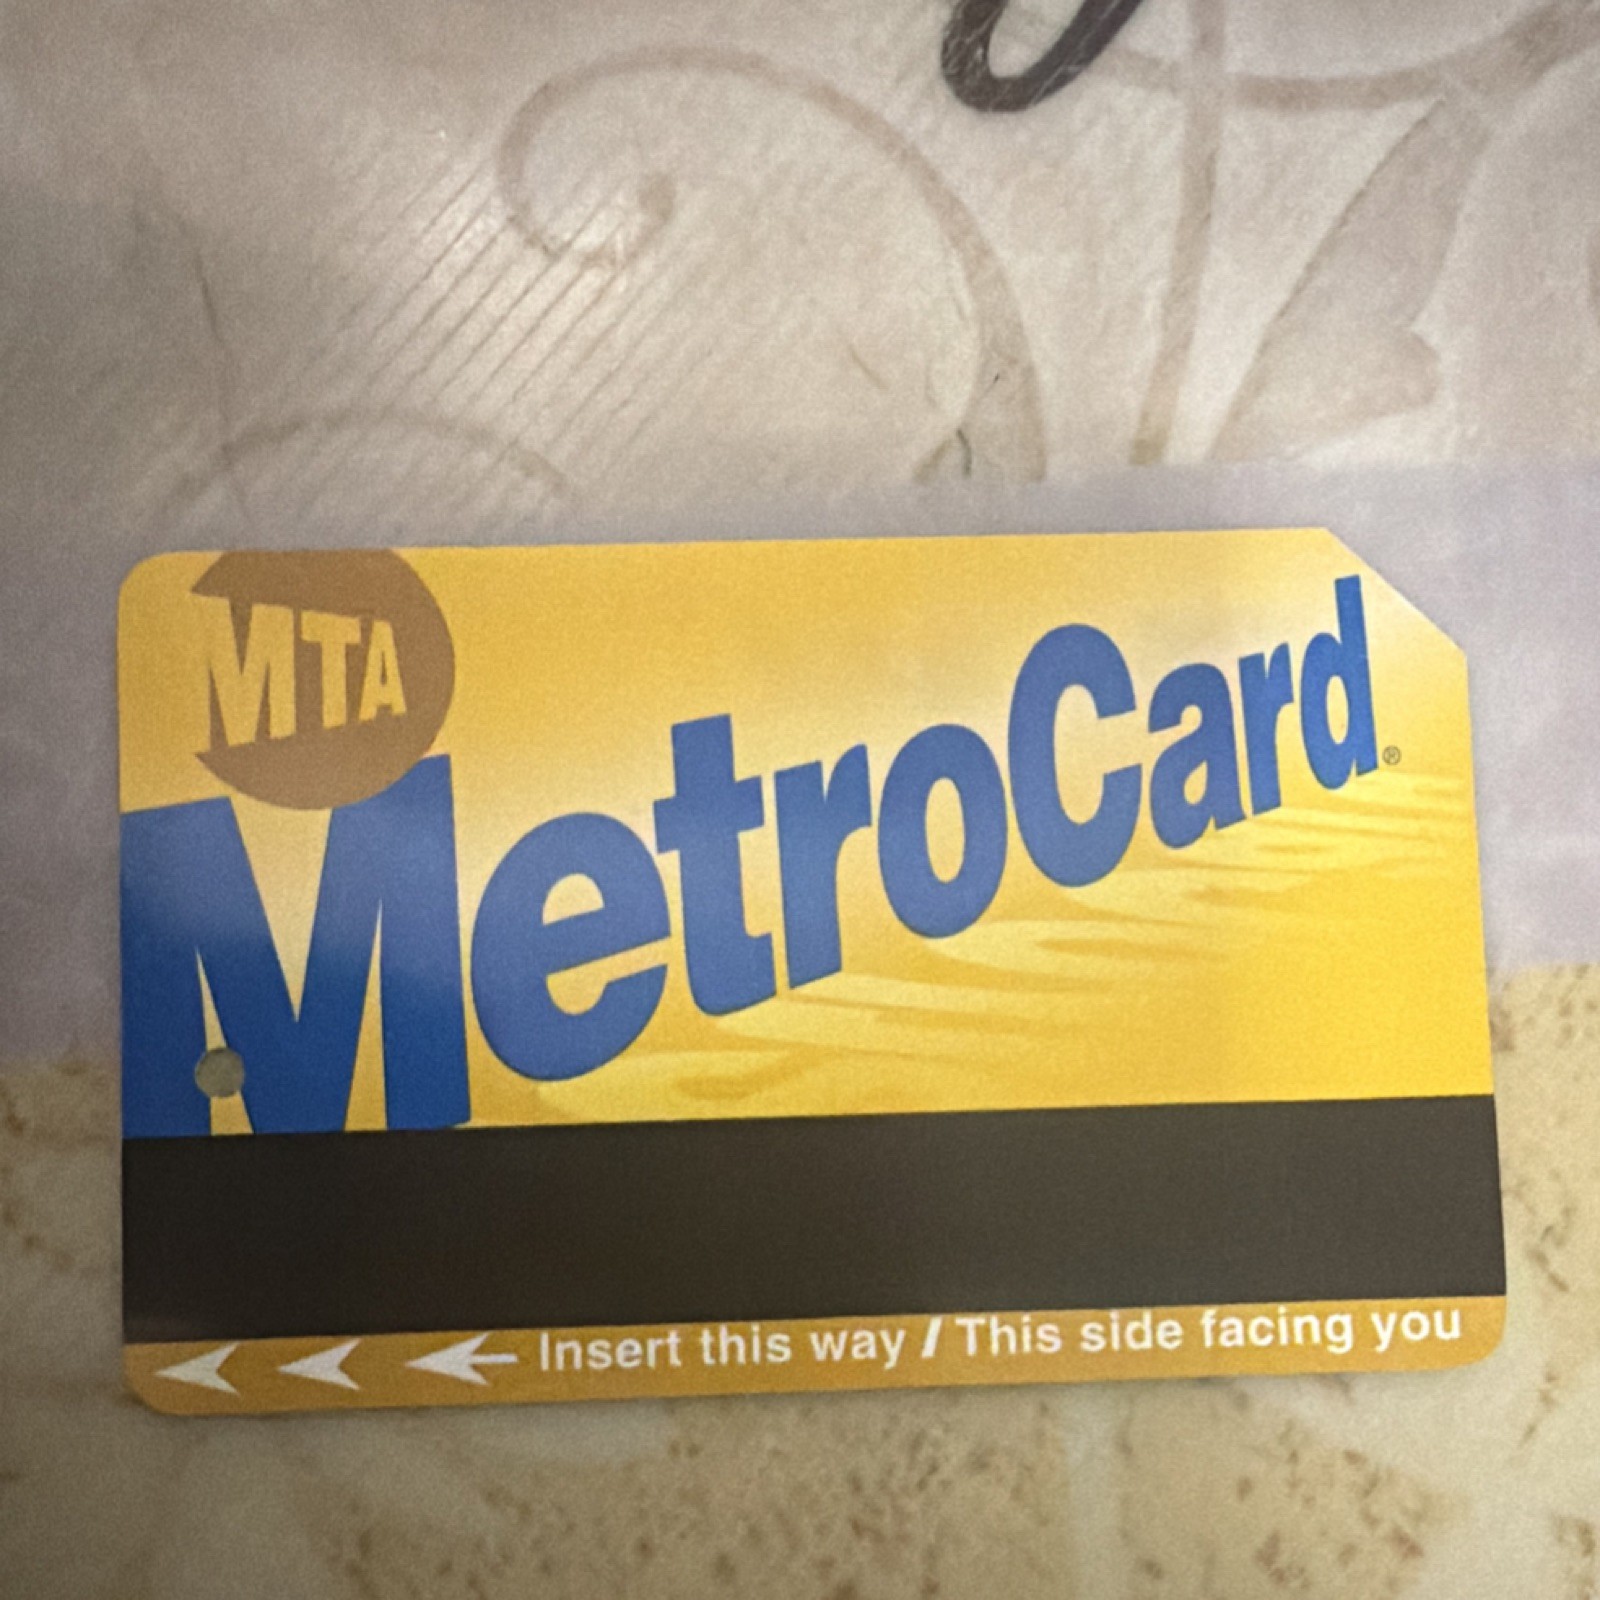 MTA
MetroCard®
Insert this way / This side facing you